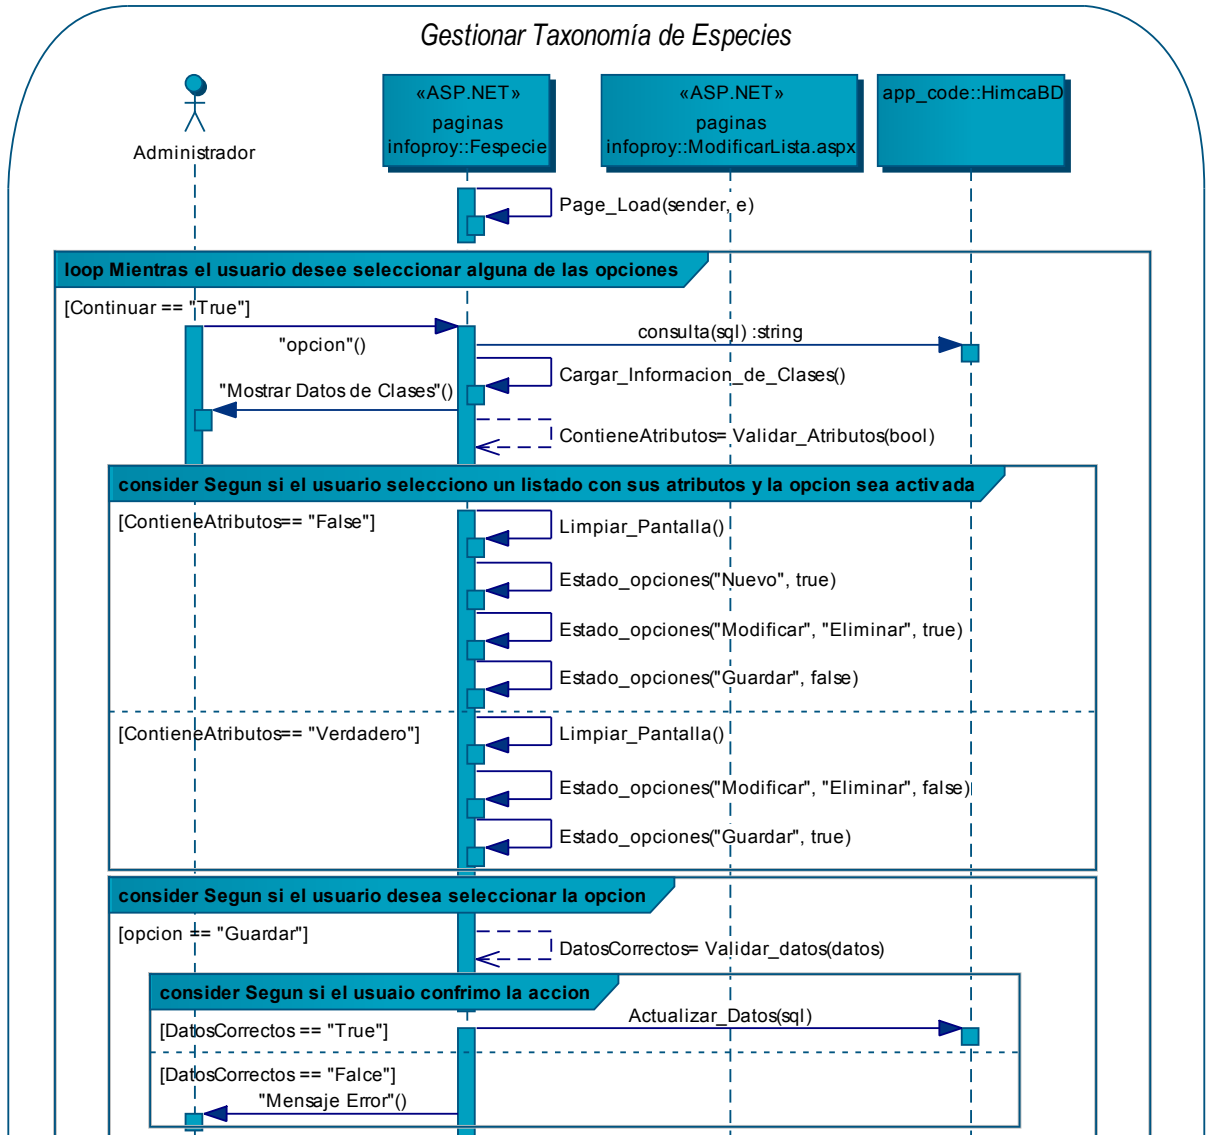 Gestionar Taxonomía de Especies
Administrador
«ASP.NET»
paginas
infoproy::Fespecie
«ASP.NET»
paginas
infoproy::ModificarLista.aspx
app_code::HimcaBD
Page_Load(sender, e)
loop Mientras el usuario desee seleccionar alguna de las opciones
[Continuar == "True"]
"opcion"()
consulta(sql) :string
Cargar_Informacion_de_Clases()
"Mostrar Datos de Clases"()
ContieneAtributos= Validar_Atributos(bool)
consider Segun si el usuario selecciono un listado con sus atributos y la opcion sea activada
[ContieneAtributos== "False"]
Limpiar_Pantalla()
Estado_opciones("Nuevo", true)
Estado_opciones("Modificar", "Eliminar", true)
Estado_opciones("Guardar", false)
[ContieneAtributos== "Verdadero"]
Limpiar_Pantalla()
Estado_opciones("Modificar", "Eliminar", false)
Estado_opciones("Guardar", true)
consider Segun si el usuario desea seleccionar la opcion
[opcion == "Guardar"]
DatosCorrectos= Validar_datos(datos)
consider Segun si el usuaio confrimo la accion
[DatosCorrectos == "True"]
Actualizar_Datos(sql)
[DatosCorrectos == "Falce"]
"Mensaje Error"()